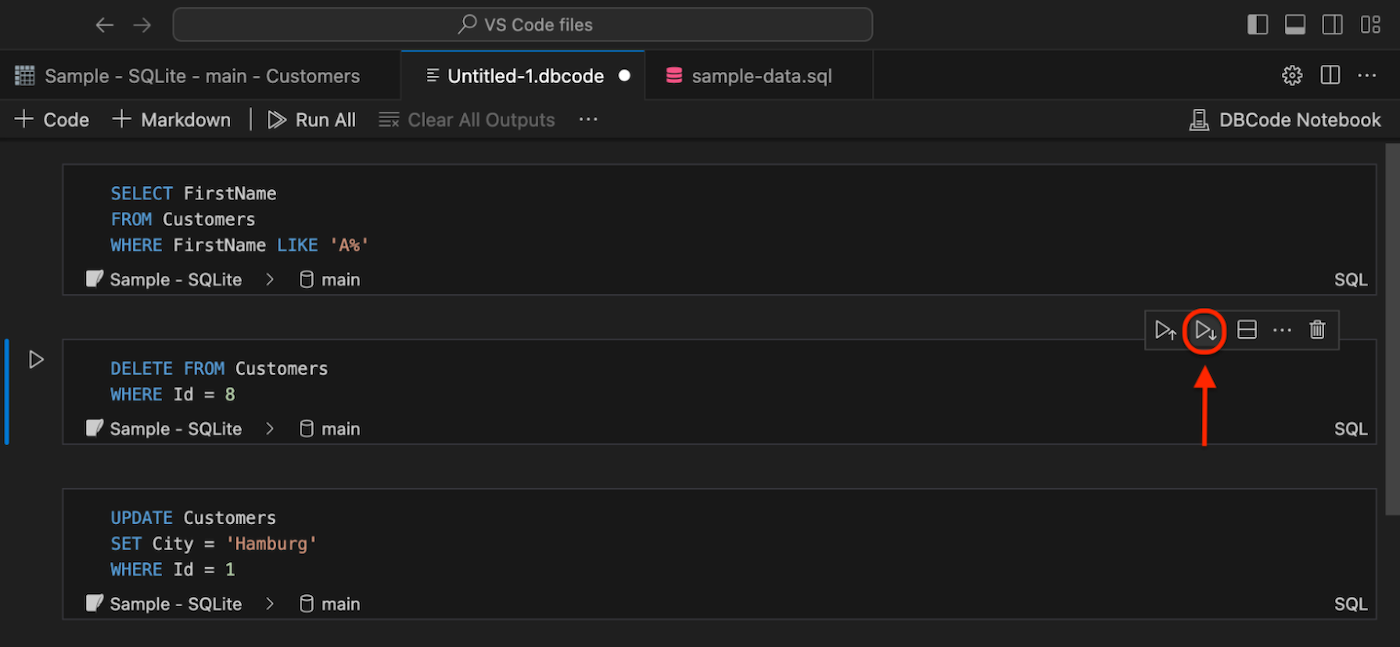 VS Code files
Sample - SQLite - main - Customers
Untitled-1.dbcode
sample-data.sql
Code
Markdown
Run All
Clear All Outputs
DBCode Notebook
SELECT FirstName
FROM Customers
WHERE FirstName LIKE 'A%'
Sample - SQLite > main SQL
DELETE FROM Customers
WHERE Id = 8
Sample - SQLite > main SQL
UPDATE Customers
SET City = 'Hamburg'
WHERE Id = 1
Sample - SQLite > main SQL